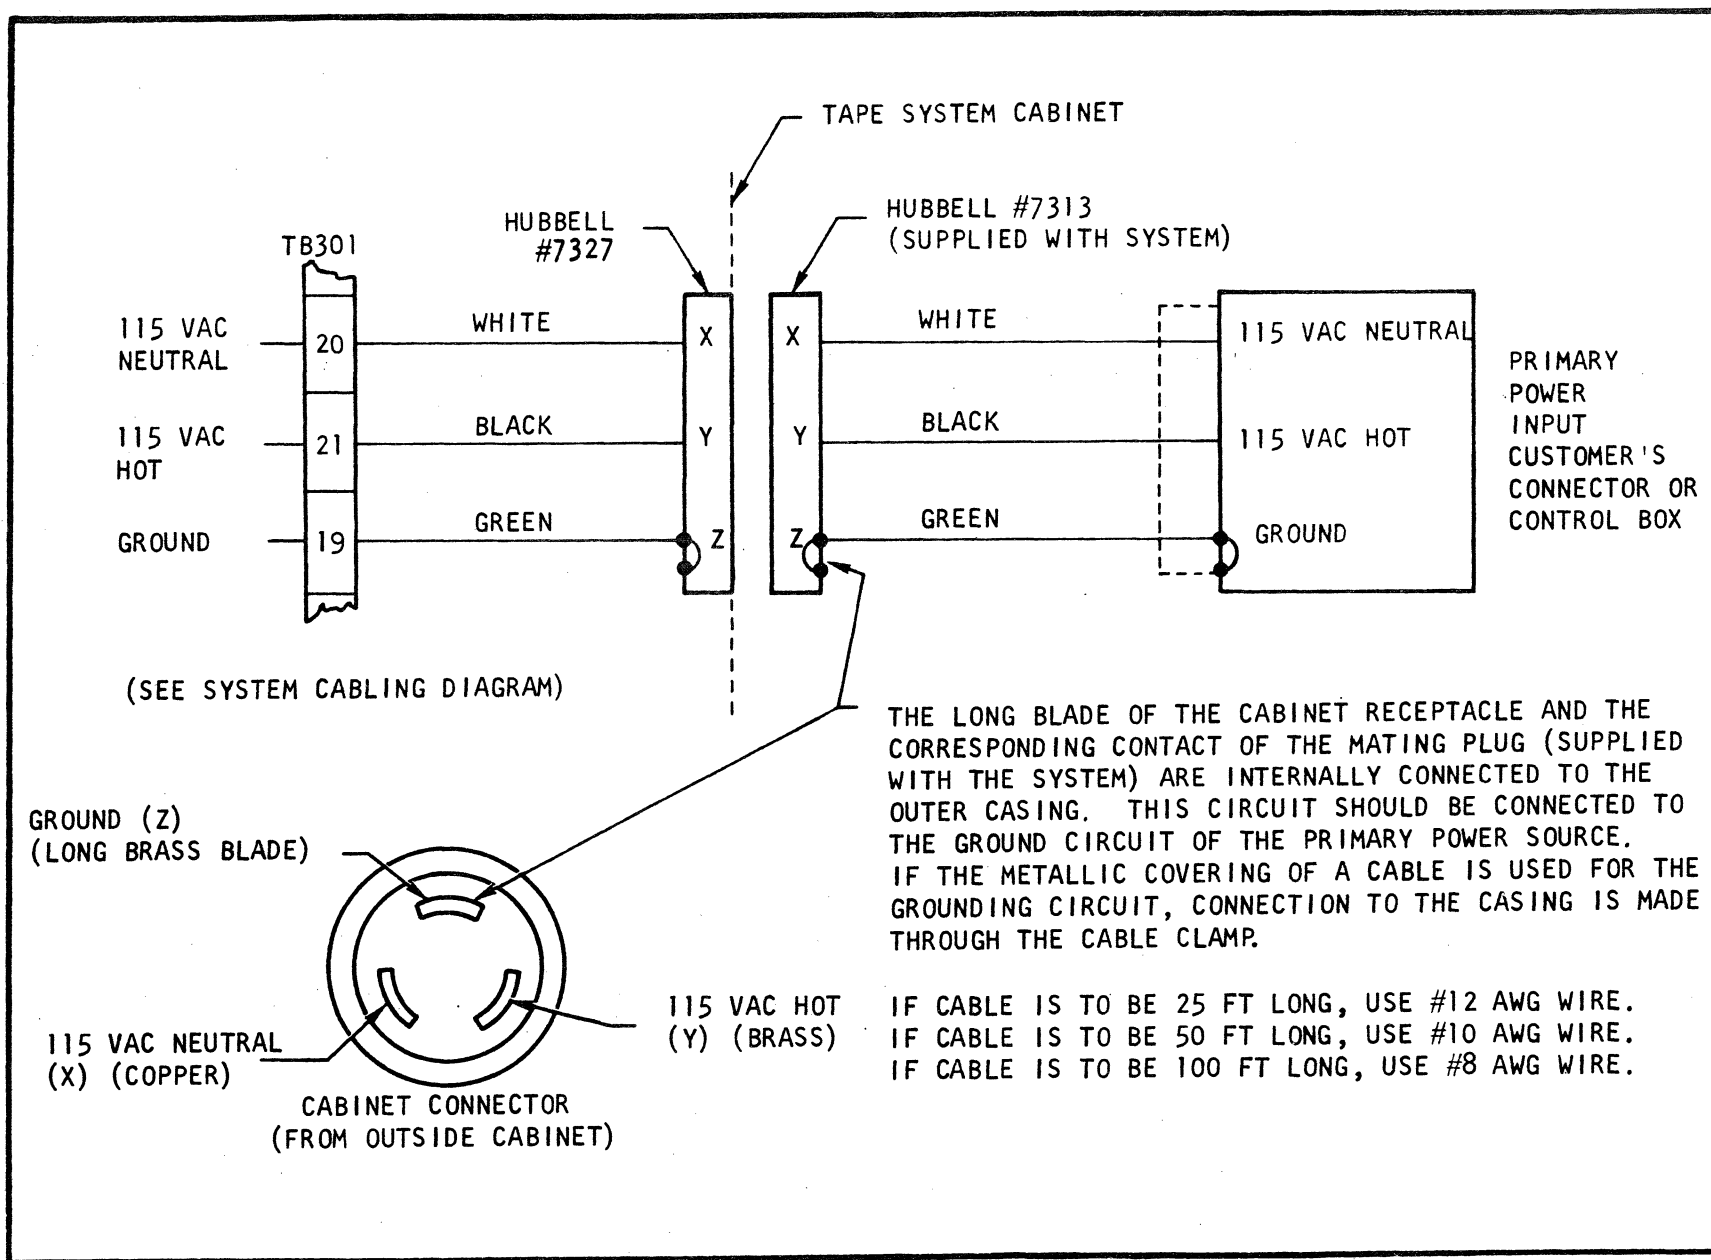 TAPE SYSTEM CABINET
HUBBELL
#7327
HUBBELL #7313
(SUPPLIED WITH SYSTEM)
TB301
115 VAC
NEUTRAL
20
WHITE
X
X
WHITE
115 VAC NEUTRAL
115 VAC
HOT
21
BLACK
Y
Y
BLACK
115 VAC HOT
GROUND
19
GREEN
Z
Z
GREEN
GROUND
PRIMARY
POWER
INPUT
CUSTOMER'S
CONNECTOR OR
CONTROL BOX
(SEE SYSTEM CABLING DIAGRAM)
THE LONG BLADE OF THE CABINET RECEPTACLE AND THE
CORRESPONDING CONTACT OF THE MATING PLUG (SUPPLIED
WITH THE SYSTEM) ARE INTERNALLY CONNECTED TO THE
OUTER CASING. THIS CIRCUIT SHOULD BE CONNECTED TO
THE GROUND CIRCUIT OF THE PRIMARY POWER SOURCE.
IF THE METALLIC COVERING OF A CABLE IS USED FOR THE
GROUNDING CIRCUIT, CONNECTION TO THE CASING IS MADE
THROUGH THE CABLE CLAMP.
GROUND (Z)
(LONG BRASS BLADE)
115 VAC NEUTRAL
(X) (COPPER)
115 VAC HOT
(Y) (BRASS)
IF CABLE IS TO BE 25 FT LONG, USE #12 AWG WIRE.
IF CABLE IS TO BE 50 FT LONG, USE #10 AWG WIRE.
IF CABLE IS TO BE 100 FT LONG, USE #8 AWG WIRE.
CABINET CONNECTOR
(FROM OUTSIDE CABINET)